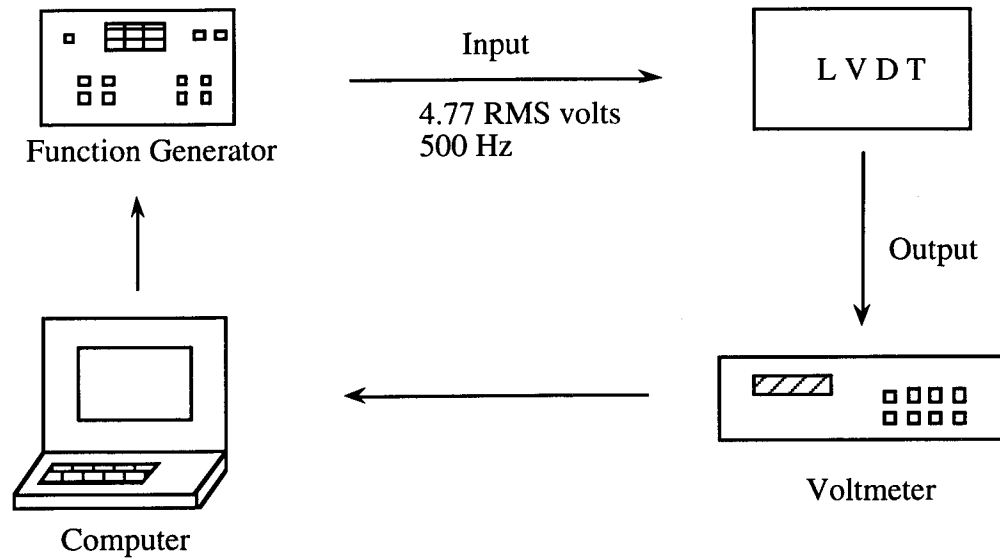 Input
L V D T
4.77 RMS volts
500 Hz
Function Generator
Output
Voltmeter
Computer